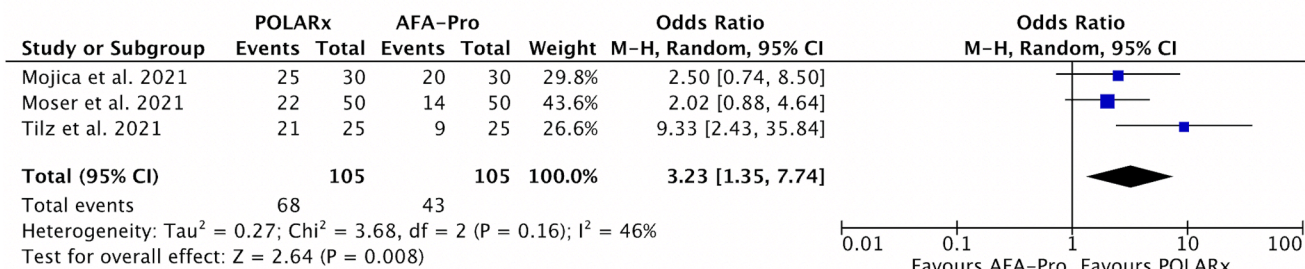 POLARx AFA-Pro Odds Ratio Odds Ratio
Study or Subgroup Events Total Events Total Weight M-H, Random, 95% CI M-H, Random, 95% CI
Mojica et al. 2021 25 30 20 30 29.8% 2.50 [0.74, 8.50]
Moser et al. 2021 22 50 14 50 43.6% 2.02 [0.88, 4.64]
Tilz et al. 2021 21 25 9 25 26.6% 9.33 [2.43, 35.84]
Total (95% CI) 105 105 100.0% 3.23 [1.35, 7.74]
Total events 68 43
Heterogeneity: Tau² = 0.27; Chi² = 3.68, df = 2 (P = 0.16); I² = 46%
Test for overall effect: Z = 2.64 (P = 0.008)
0.01 0.1 1 10 100
Favours AFA-Pro Favours POLARx